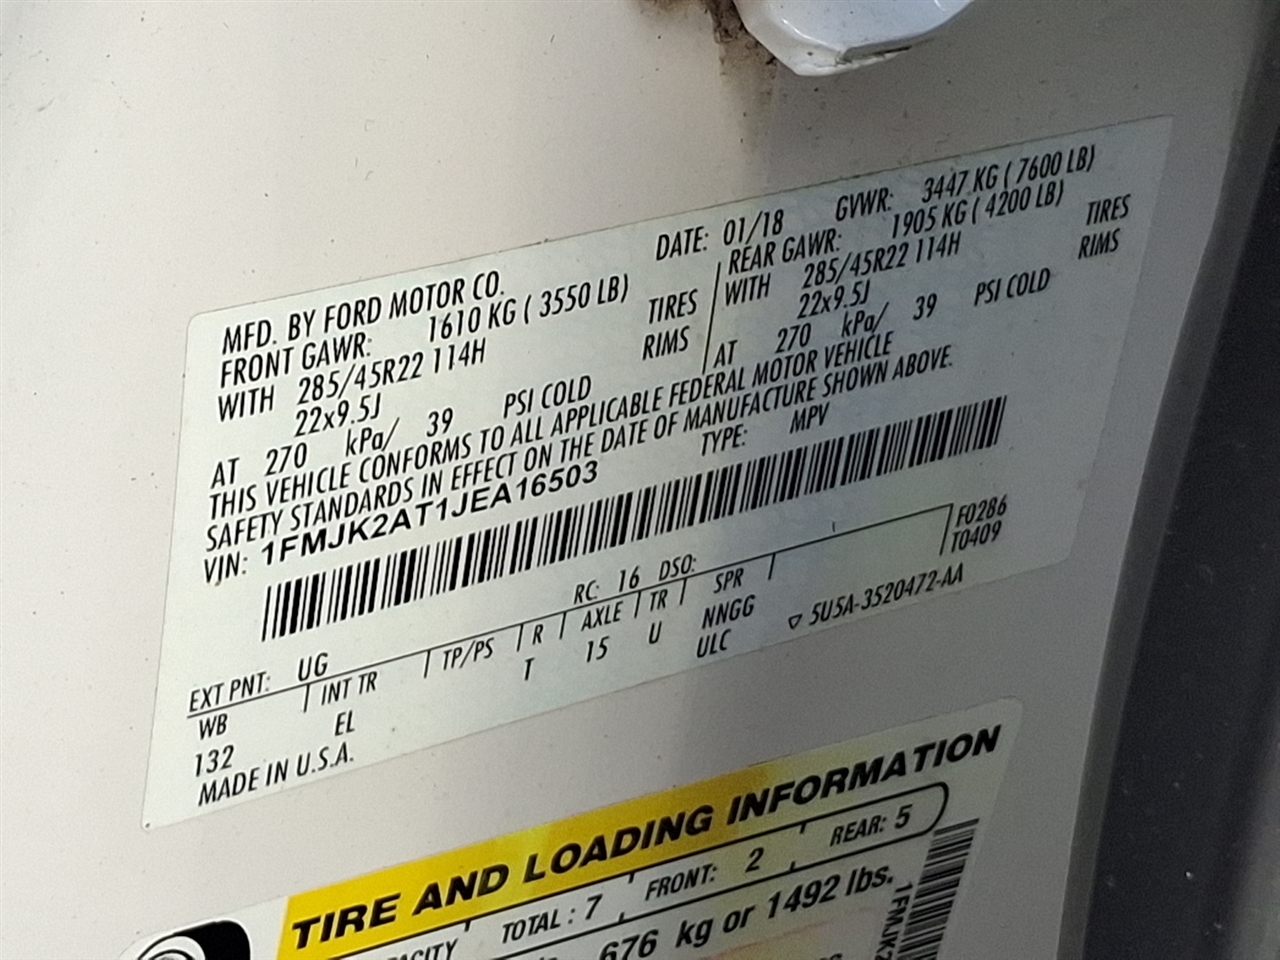 MFD. BY FORD MOTOR CO.
DATE: 01/18 GVWR: 3447 KG ( 7600 LB)
FRONT GAWR: 1610 KG ( 3550 LB)
WITH 285/45R22 114H TIRES
22x9.5J RIMS
AT 270 kPa/ 39 PSI COLD
REAR GAWR: 1905 KG ( 4200 LB)
WITH 285/45R22 114H TIRES
22x9.5J RIMS
AT 270 kPa/ 39 PSI COLD
THIS VEHICLE CONFORMS TO ALL APPLICABLE FEDERAL MOTOR VEHICLE
SAFETY STANDARDS IN EFFECT ON THE DATE OF MANUFACTURE SHOWN ABOVE.
VIN: 1FMJK2AT1JEA16503 TYPE: MPV
F0286
T0409
EXT PNT: UG RC: 16 DSO:
WB INT TR TP/PS R AXLE TR SPR
132 EL T 15 U NNGG
ULC
MADE IN U.S.A. ▽ 5U5A-3520472-AA
TIRE AND LOADING INFORMATION
TOTAL : 7 FRONT: 2 REAR: 5
676 kg or 1492 lbs.